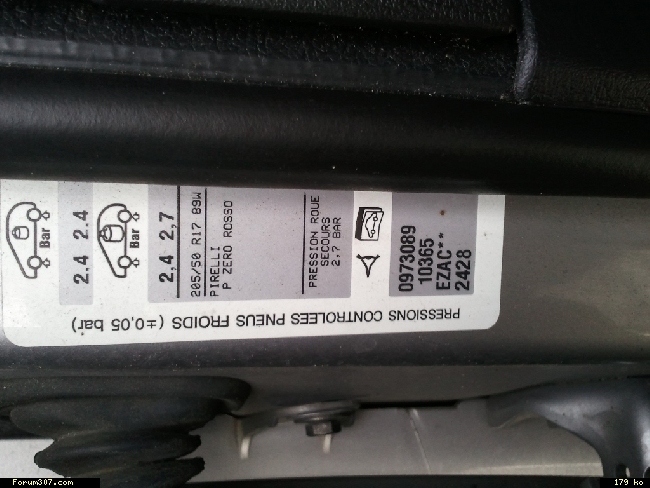 Bar
2.4 2.4
Bar
2,4 2,7
205/50 R17 89W
PIRELLI
P ZERO ROSSO
PRESSION ROUE
SECOURS
2.7 BAR
0973089
10365
EZAC**
2428
PRESSIONS CONTROLEES PNEUS FROIDS (±0,05 bar)
Forum307.com
179 ko